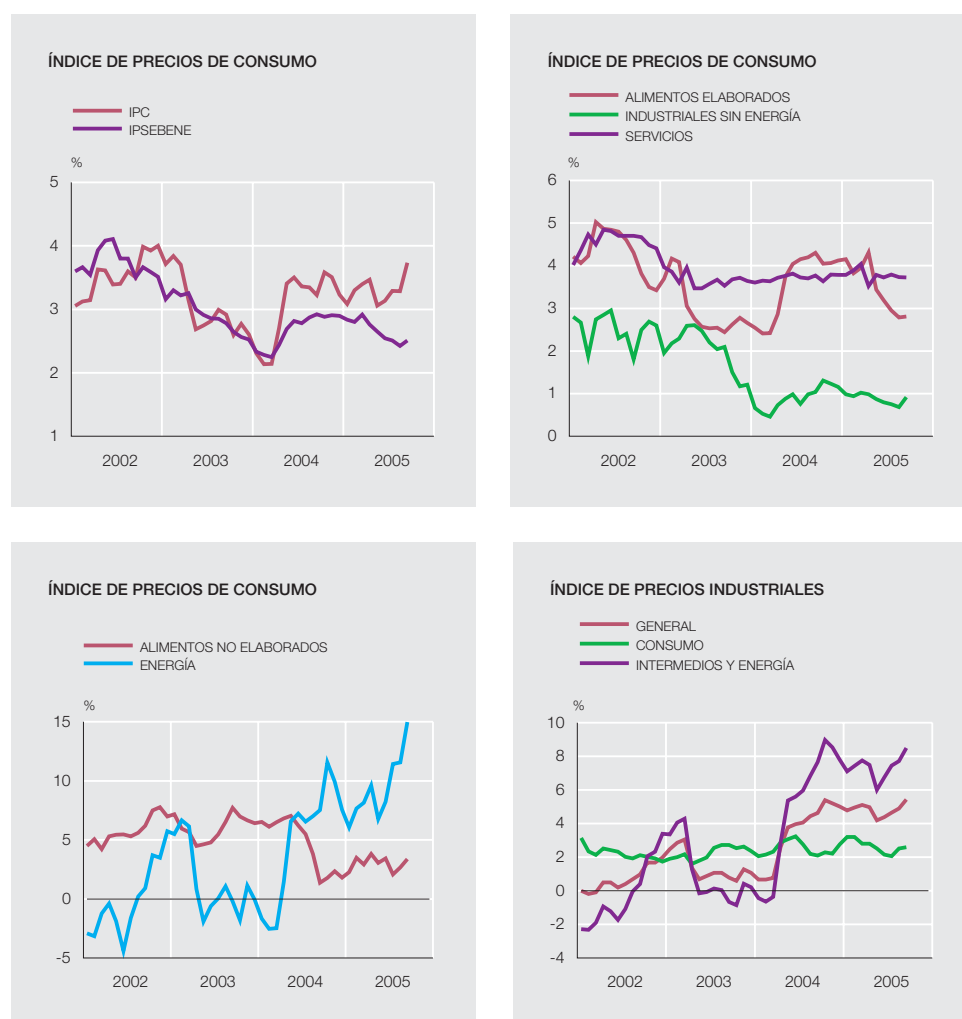 ÍNDICE DE PRECIOS DE CONSUMO
IPC
IPSEBENE
%
5
4
3
2
1
2002 2003 2004 2005
ÍNDICE DE PRECIOS DE CONSUMO
ALIMENTOS ELABORADOS
INDUSTRIALES SIN ENERGÍA
SERVICIOS
%
6
5
4
3
2
1
0
2002 2003 2004 2005
ÍNDICE DE PRECIOS DE CONSUMO
ALIMENTOS NO ELABORADOS
ENERGÍA
%
15
10
5
0
-5
2002 2003 2004 2005
ÍNDICE DE PRECIOS INDUSTRIALES
GENERAL
CONSUMO
INTERMEDIOS Y ENERGÍA
%
10
8
6
4
2
0
-2
-4
2002 2003 2004 2005